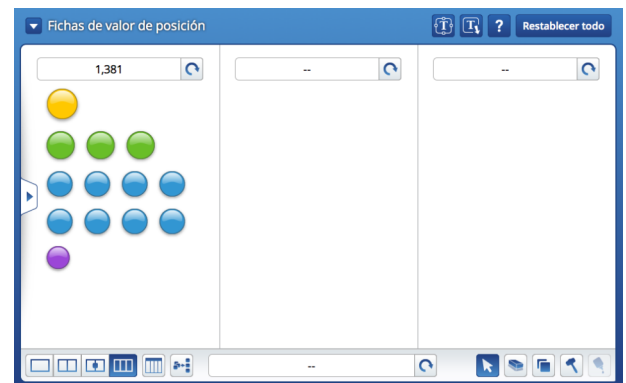 Fichas de valor de posición
T T ? Restablecer todo
1,381 -- --
--